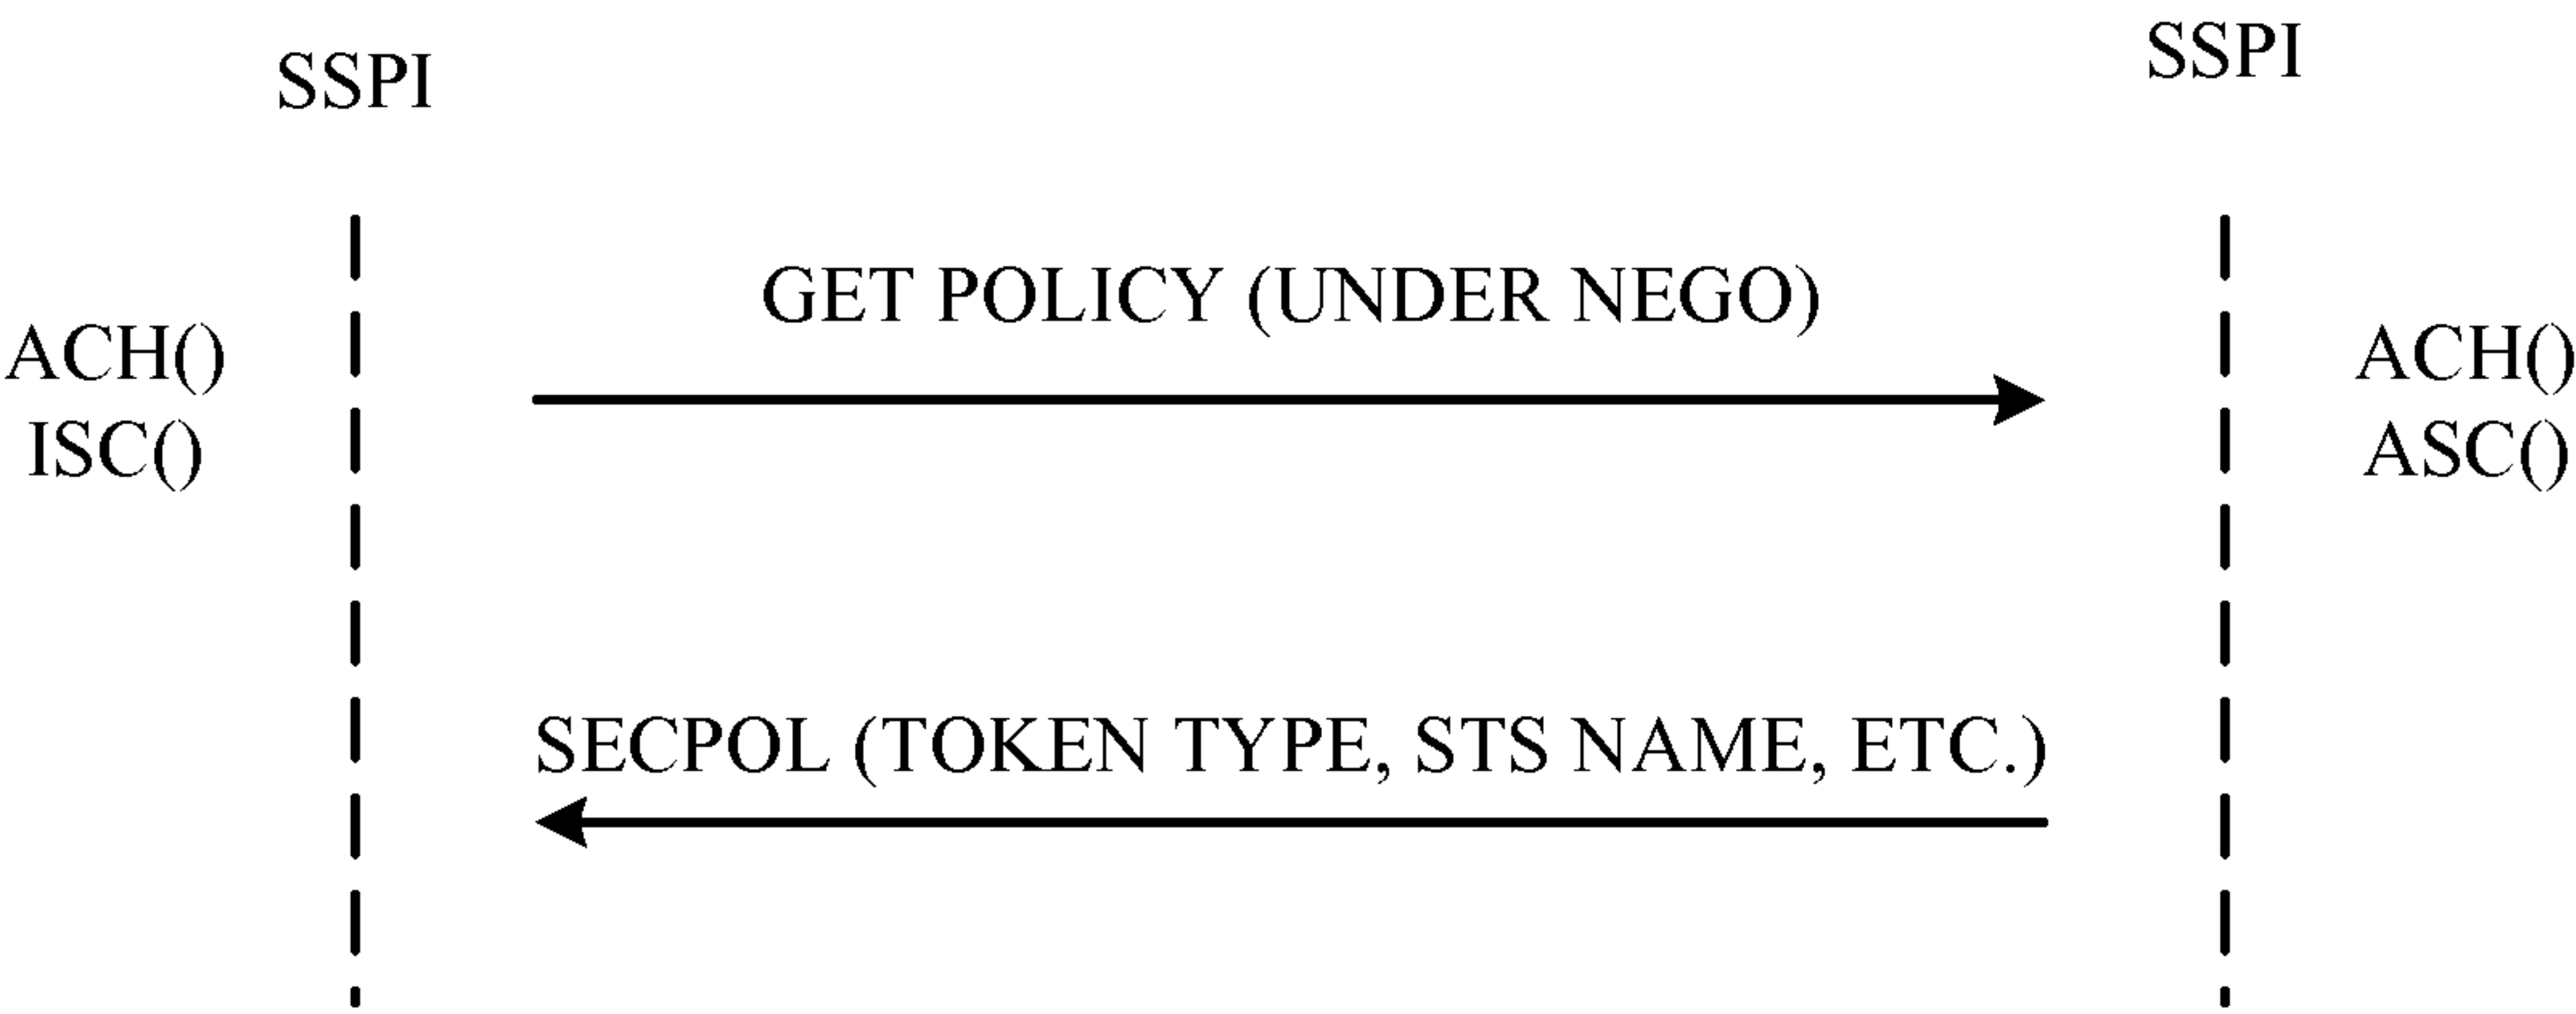 SSPI
SSPI
GET POLICY (UNDER NEGO)
ACH()
ISC()
ACH()
ASC()
SECPOL (TOKEN TYPE, STS NAME, ETC.)